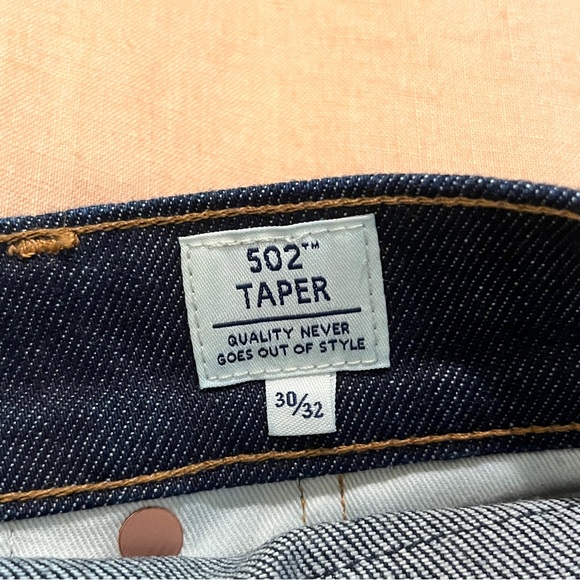 502™
TAPER
QUALITY NEVER
GOES OUT OF STYLE
30/32